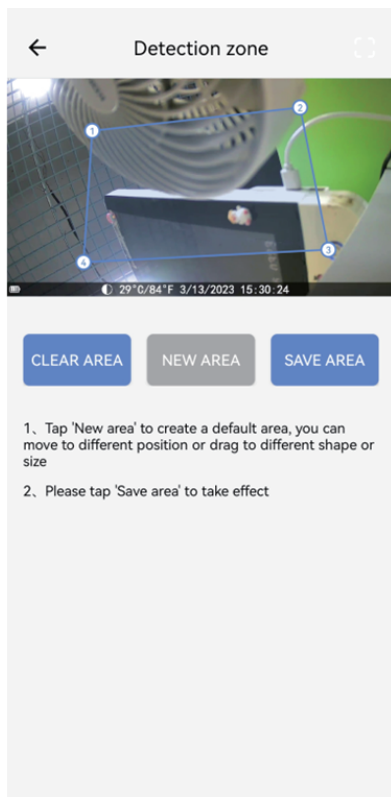 Detection zone
1
2
3
4
29°C/84°F 3/13/2023 15:30:24
CLEAR AREA
NEW AREA
SAVE AREA
1、Tap 'New area' to create a default area, you can
move to different position or drag to different shape or
size
2、Please tap 'Save area' to take effect